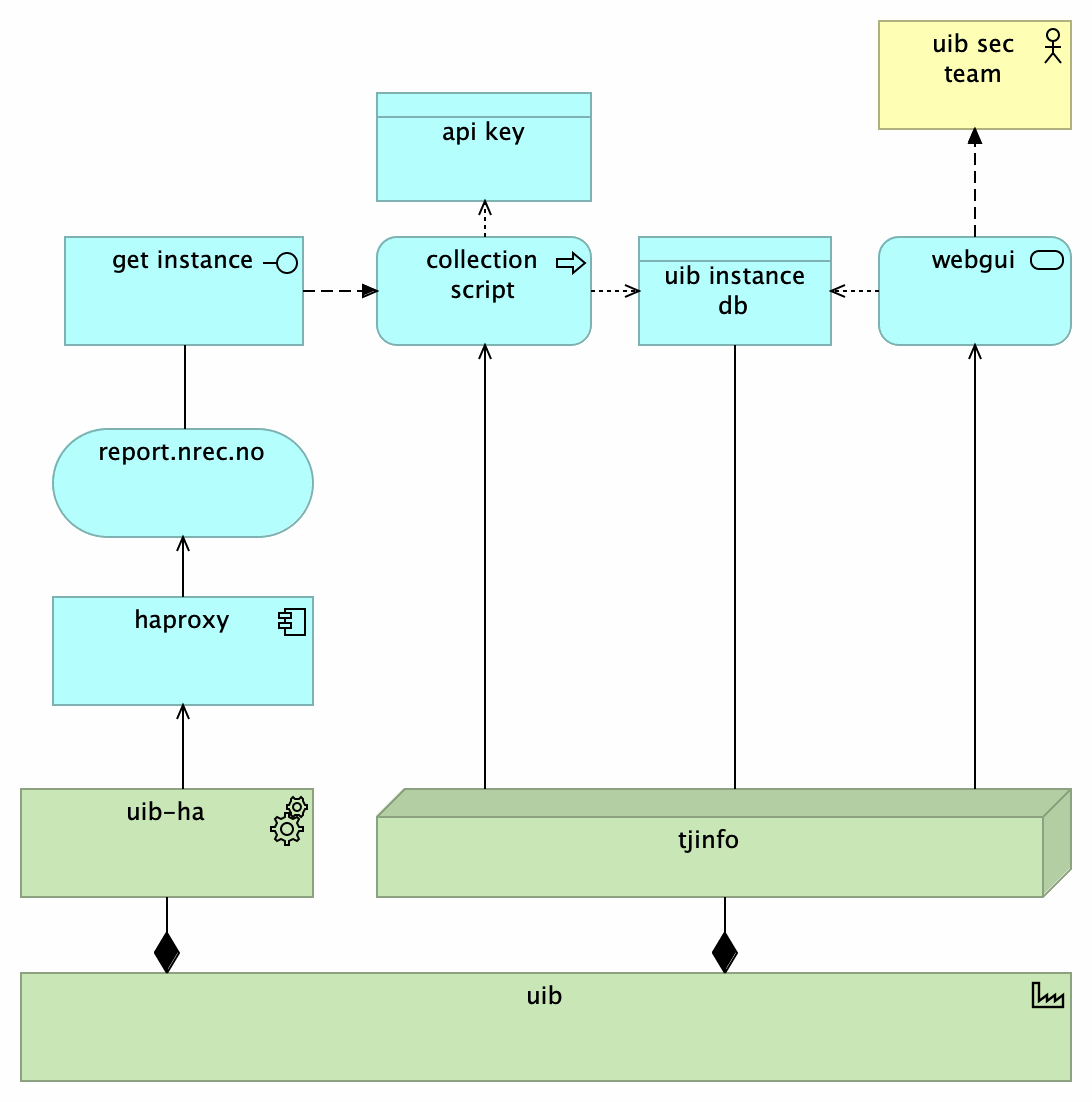 uib sec
team
api key
get instance
collection
script
uib instance
db
webgui
report.nrec.no
haproxy
uib-ha
tjinfo
uib